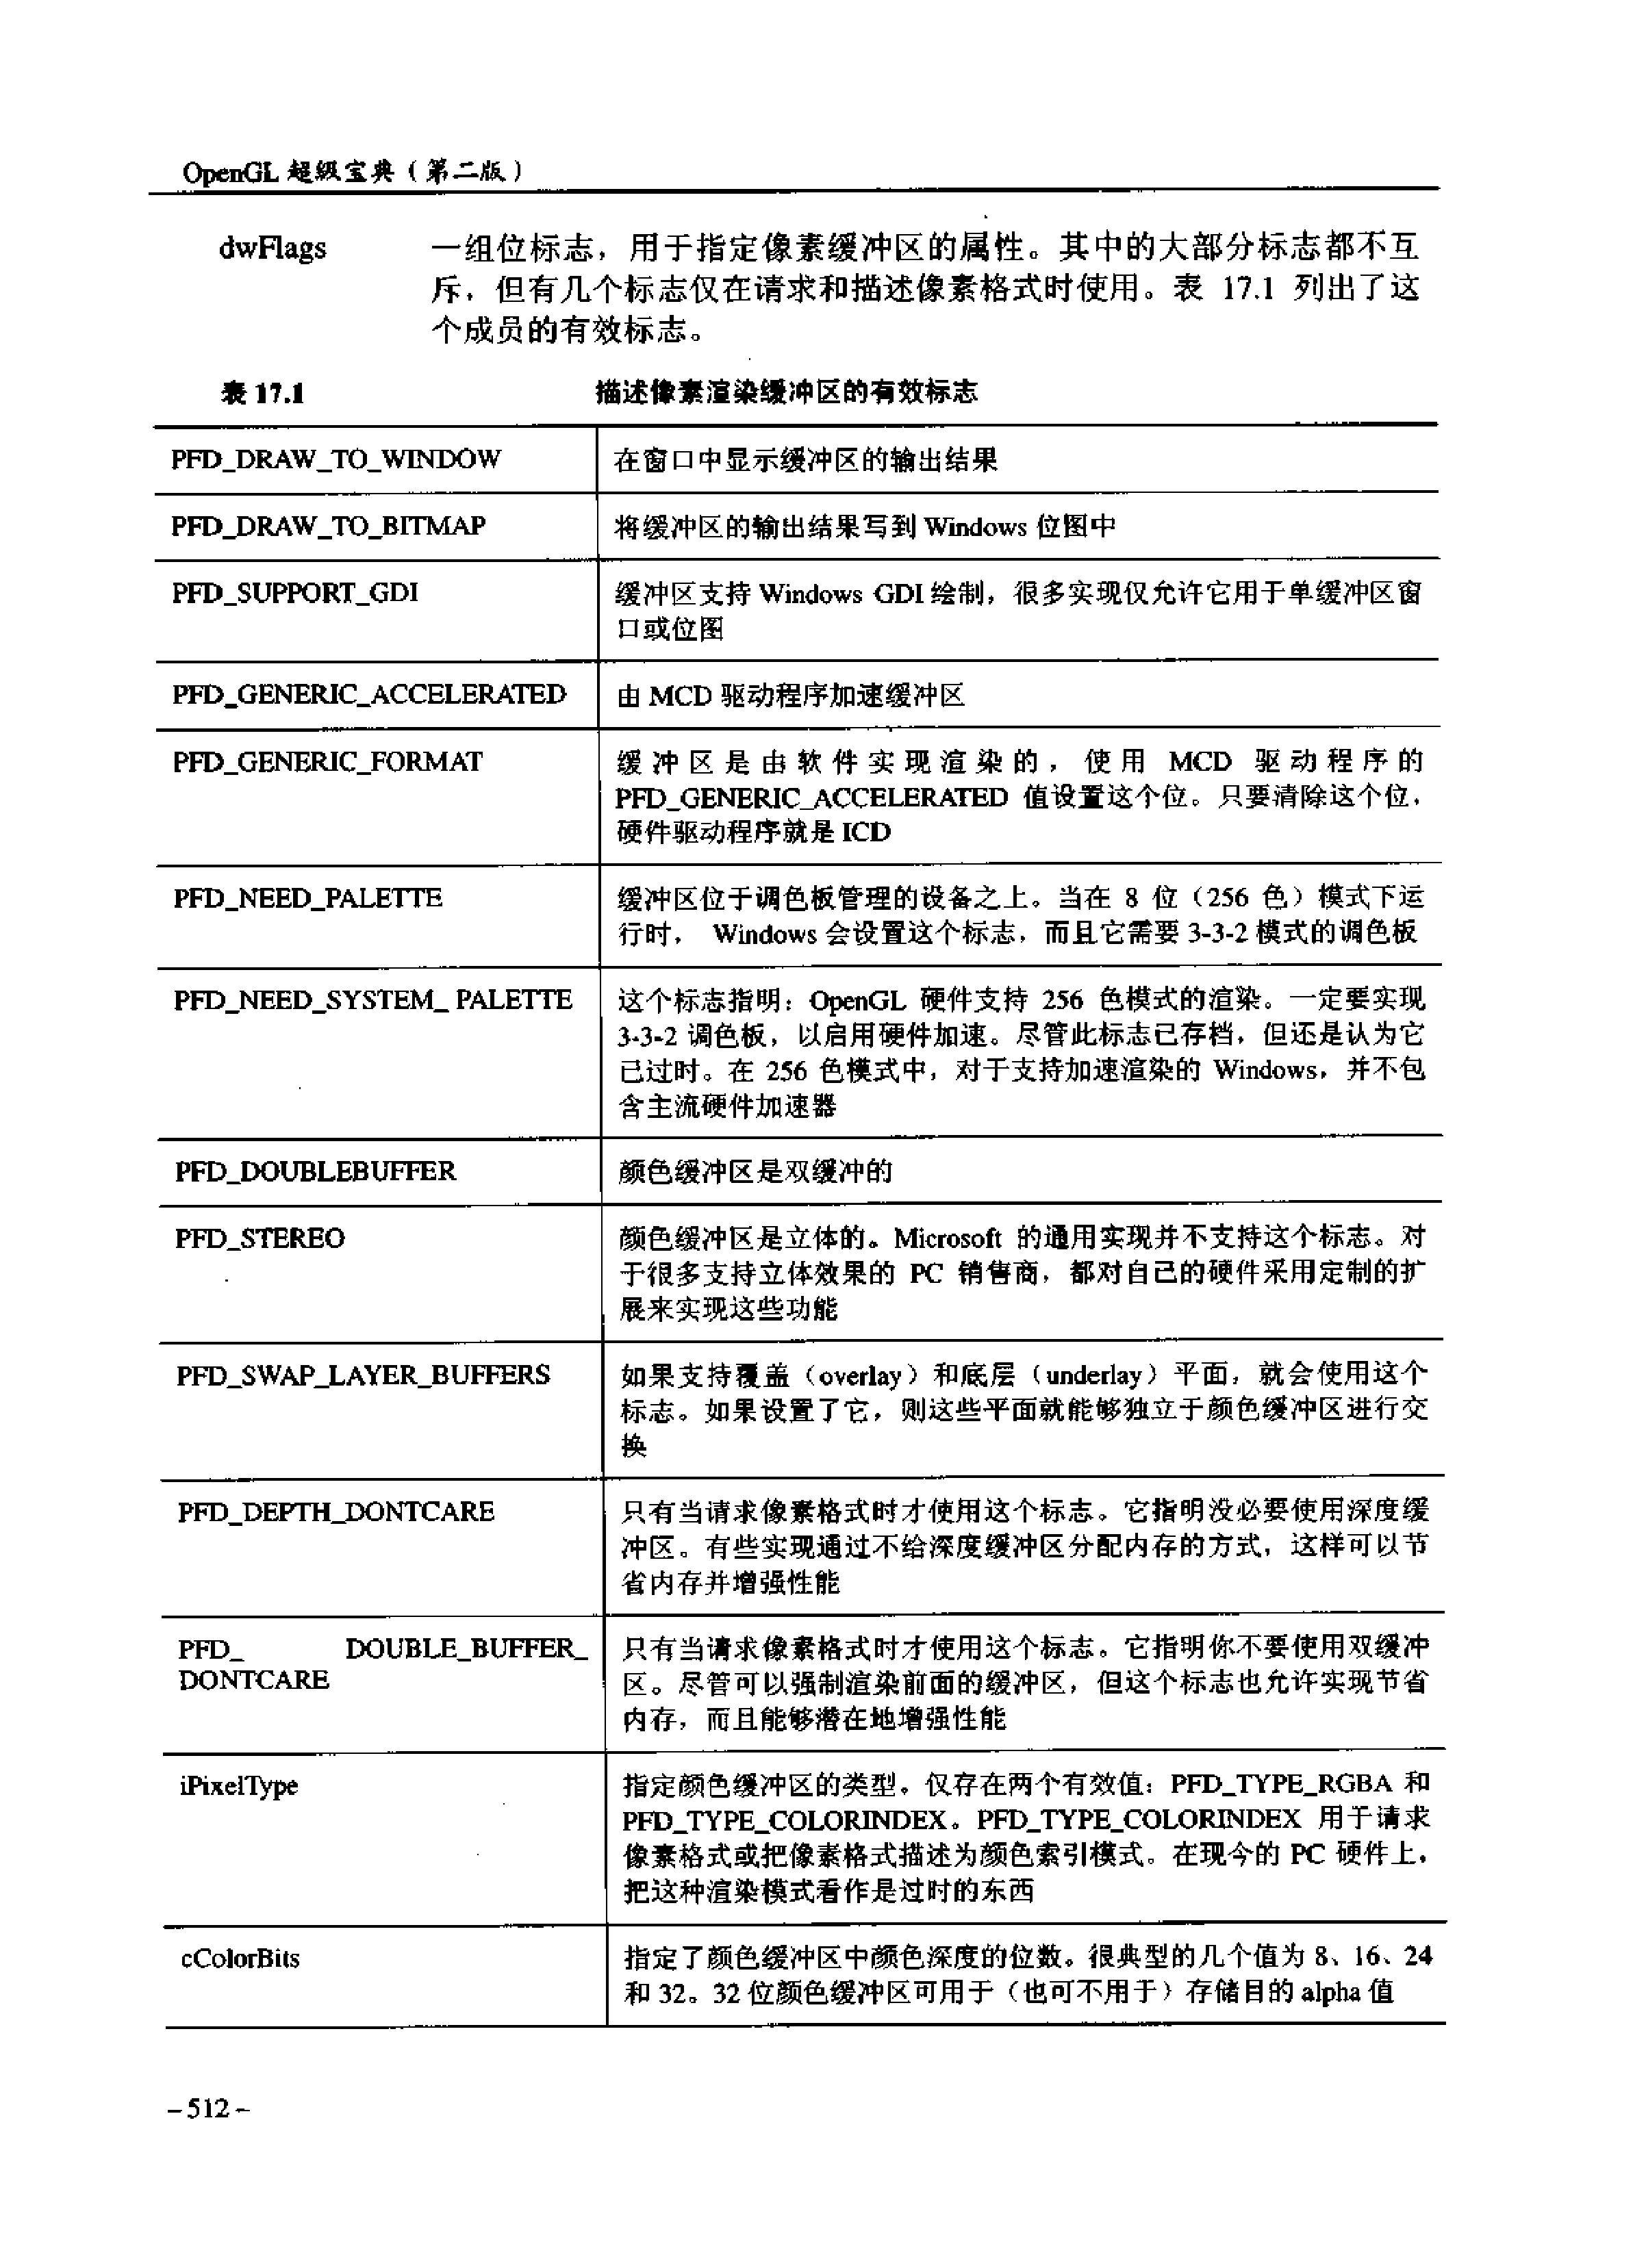 OpenGL 超级宝典（第二版）
dwFlags 一组位标志，用于指定像素缓冲区的属性。其中的大部分标志都不互
斥，但有几个标志仅在请求和描述像素格式时使用。表 17.1 列出了这
个成员的有效标志。
表 17.1 描述像素渲染缓冲区的有效标志
PFD_DRAW_TO_WINDOW 在窗口中显示缓冲区的输出结果
PFD_DRAW_TO_BITMAP 将缓冲区的输出结果写到 Windows 位图中
PFD_SUPPORT_GDI 缓冲区支持 Windows GDI 绘制，很多实现仅允许它用于单缓冲区窗
口或位图
PFD_GENERIC_ACCELERATED 由 MCD 驱动程序加速缓冲区
PFD_GENERIC_FORMAT 缓冲区是由软件实现渲染的，使用 MCD 驱动程序的
PFD_GENERIC_ACCELERATED 值设置这个位。只要清除这个位，
硬件驱动程序就是 ICD
PFD_NEED_PALETTE 缓冲区位于调色板管理的设备之上。当在 8 位（256 色）模式下运
行时， Windows 会设置这个标志，而且它需要 3-3-2 模式的调色板
PFD_NEED_SYSTEM_ PALETTE 这个标志指明：OpenGL 硬件支持 256 色模式的渲染。一定要实现
3-3-2 调色板，以启用硬件加速。尽管此标志已存档，但还是认为它
已过时。在 256 色模式中，对于支持加速渲染的 Windows，并不包
含主流硬件加速器
PFD_DOUBLEBUFFER 颜色缓冲区是双缓冲的
PFD_STEREO 颜色缓冲区是立体的。Microsoft 的通用实现并不支持这个标志。对
于很多支持立体效果的 PC 销售商，都对自己的硬件采用定制的扩
展来实现这些功能
PFD_SWAP_LAYER_BUFFERS 如果支持覆盖（overlay）和底层（underlay）平面，就会使用这个
标志。如果设置了它，则这些平面就能够独立于颜色缓冲区进行交
换
PFD_DEPTH_DONTCARE 只有当请求像素格式时才使用这个标志。它指明没必要使用深度缓
冲区。有些实现通过不给深度缓冲区分配内存的方式，这样可以节
省内存并增强性能
PFD_ DOUBLE_BUFFER_ 只有当请求像素格式时才使用这个标志。它指明你不要使用双缓冲
DONTCARE 区。尽管可以强制渲染前面的缓冲区，但这个标志也允许实现节省
内存，而且能够潜在地增强性能
iPixelType 指定颜色缓冲区的类型。仅存在两个有效值：PFD_TYPE_RGBA 和
PFD_TYPE_COLORINDEX。PFD_TYPE_COLORINDEX 用于请求
像素格式或把像素格式描述为颜色索引模式。在现今的 PC 硬件上，
把这种渲染模式看作是过时的东西
cColorBits 指定了颜色缓冲区中颜色深度的位数。很典型的几个值为 8、16、24
和 32。32 位颜色缓冲区可用于（也可不用于）存储目的 alpha 值
– 512 –